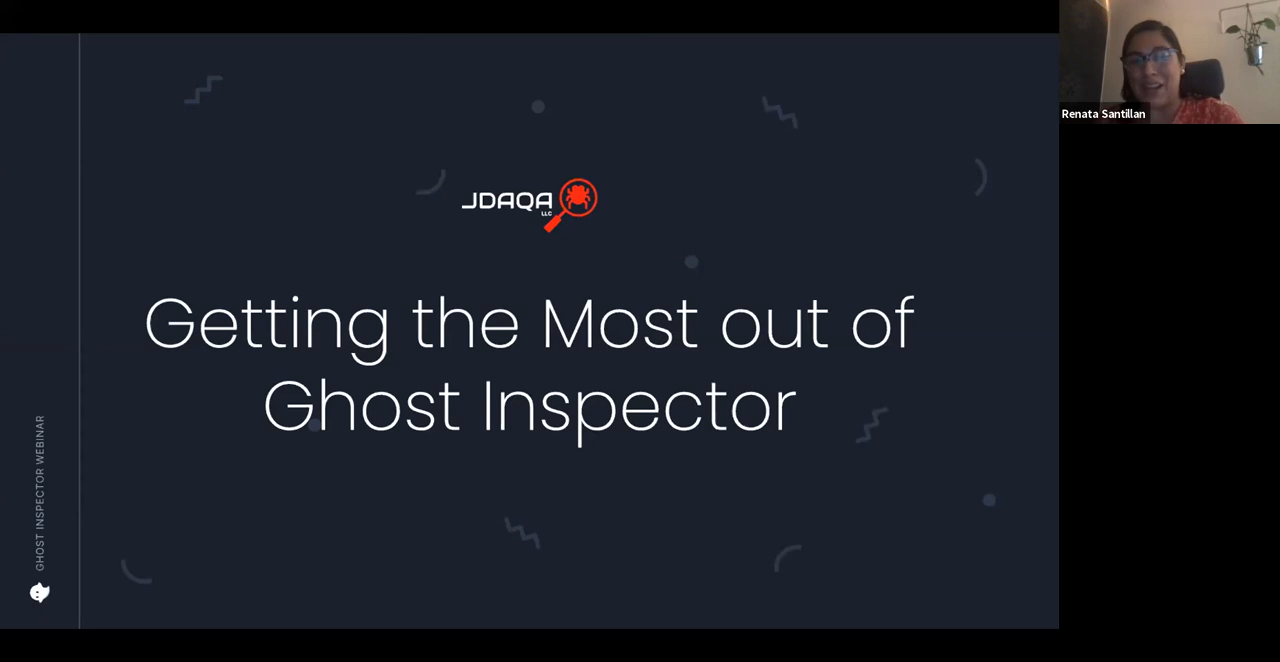 JDAQA
LLC
Getting the Most out of
Ghost Inspector
GHOST INSPECTOR WEBINAR
Renata Santillan